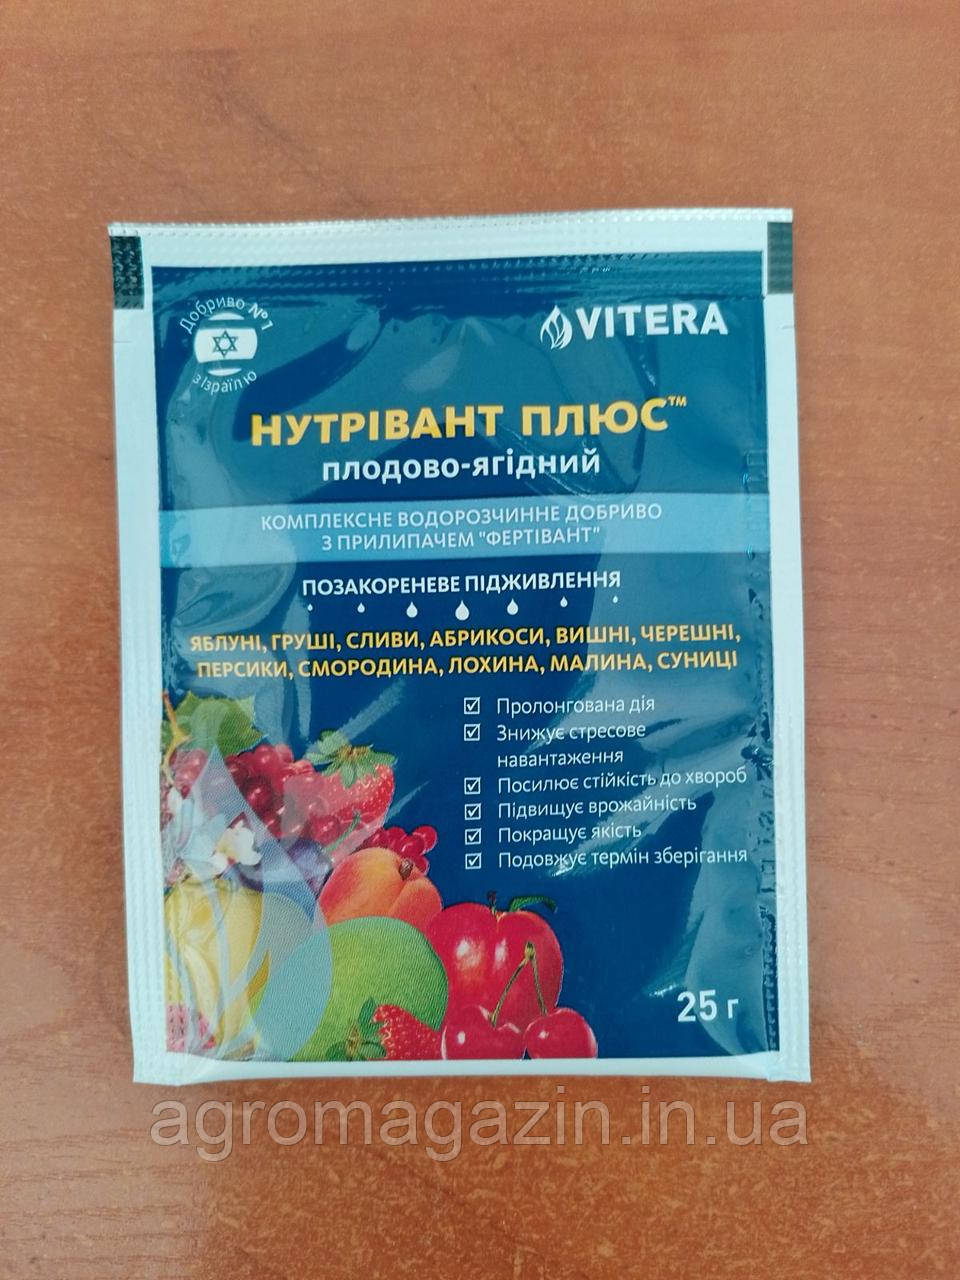 Добриво №1
з Ізраїлю
VITERA
НУТРІВАНТ ПЛЮС™
плодово-ягідний
КОМПЛЕКСНЕ ВОДОРОЗЧИННЕ ДОБРИВО
З ПРИЛИПАЧЕМ "ФЕРТІВАНТ"
ПОЗАКОРЕНЕВЕ ПІДЖИВЛЕННЯ
ЯБЛУНІ, ГРУШІ, СЛИВИ, АБРИКОСИ, ВИШНІ, ЧЕРЕШНІ,
ПЕРСИКИ, СМОРОДИНА, ЛОХИНА, МАЛИНА, СУНИЦІ
Пролонгована дія
Знижує стресове
навантаження
Посилює стійкість до хвороб
Підвищує врожайність
Покращує якість
Подовжує термін зберігання
25 г
agromagazin.in.ua